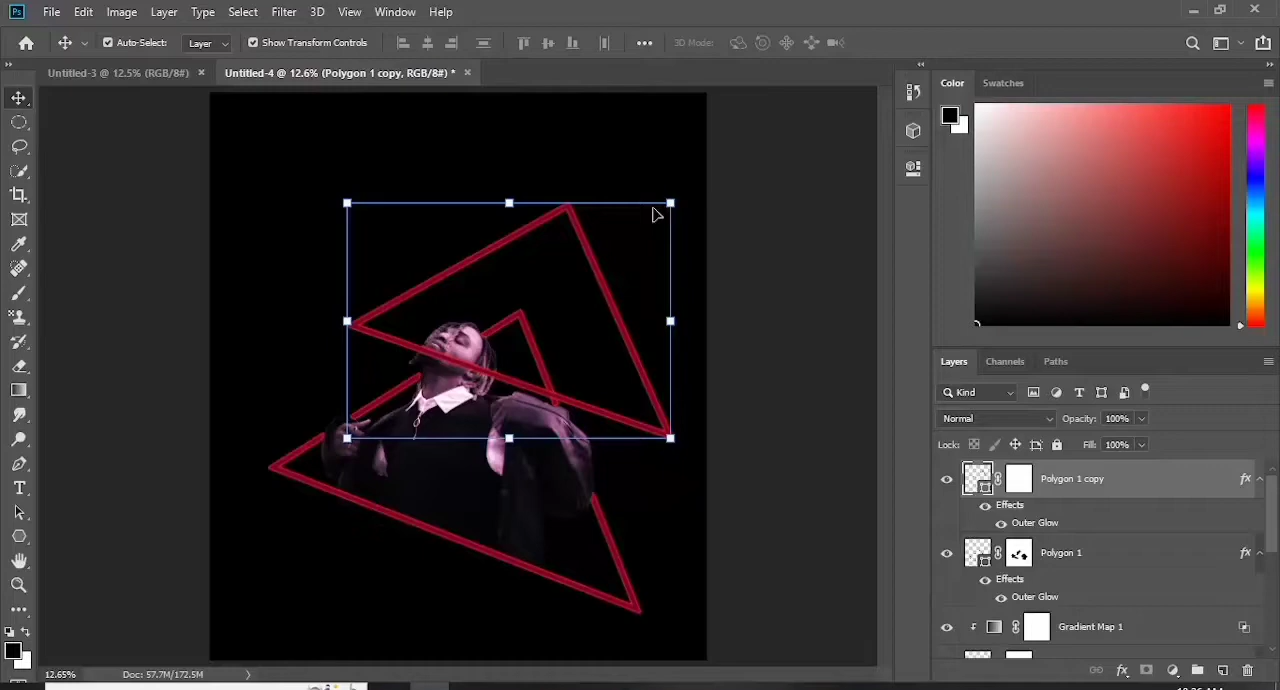 Ps File Edit Image Layer Type Select Filter 3D View Window Help
Auto-Select: Layer Show Transform Controls 3D Mode:
Untitled-3 @ 12.5% (RGB/8#) × Untitled-4 @ 12.6% (Polygon 1 copy, RGB/8#) * ×
Color Swatches
Layers Channels Paths
Kind
Normal Opacity: 100%
Lock: Fill: 100%
Polygon 1 copy fx
Effects
Outer Glow
Polygon 1 fx
Effects
Outer Glow
Gradient Map 1
12.65% Doc: 57.7M/172.5M